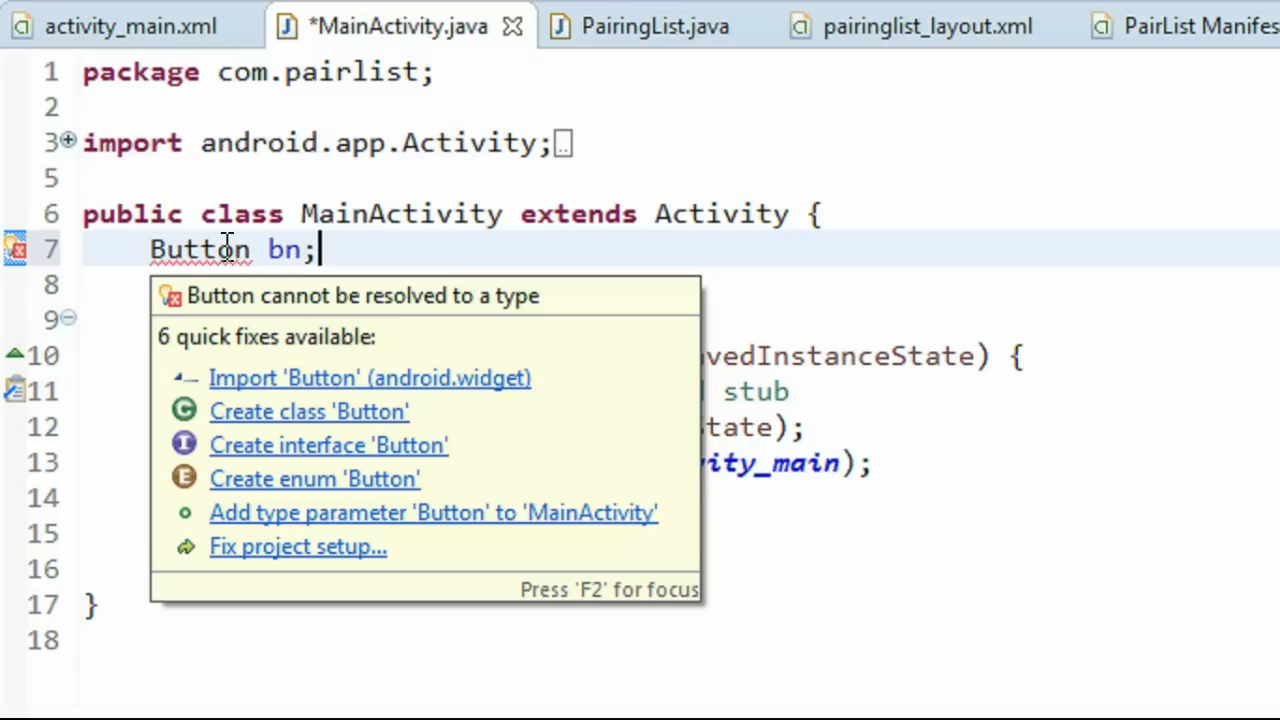 activity_main.xml *MainActivity.java PairingList.java pairinglist_layout.xml PairList Manifes
1 package com.pairlist;
2
3 import android.app.Activity;
5
6 public class MainActivity extends Activity {
7 Button bn;
8
Button cannot be resolved to a type
9
6 quick fixes available:
10 avedInstanceState) {
Import 'Button' (android.widget)
11 d stub
Create class 'Button'
12 State);
Create interface 'Button'
13 vity_main);
Create enum 'Button'
14
Add type parameter 'Button' to 'MainActivity'
15
Fix project setup...
16
Press 'F2' for focus
17 }
18